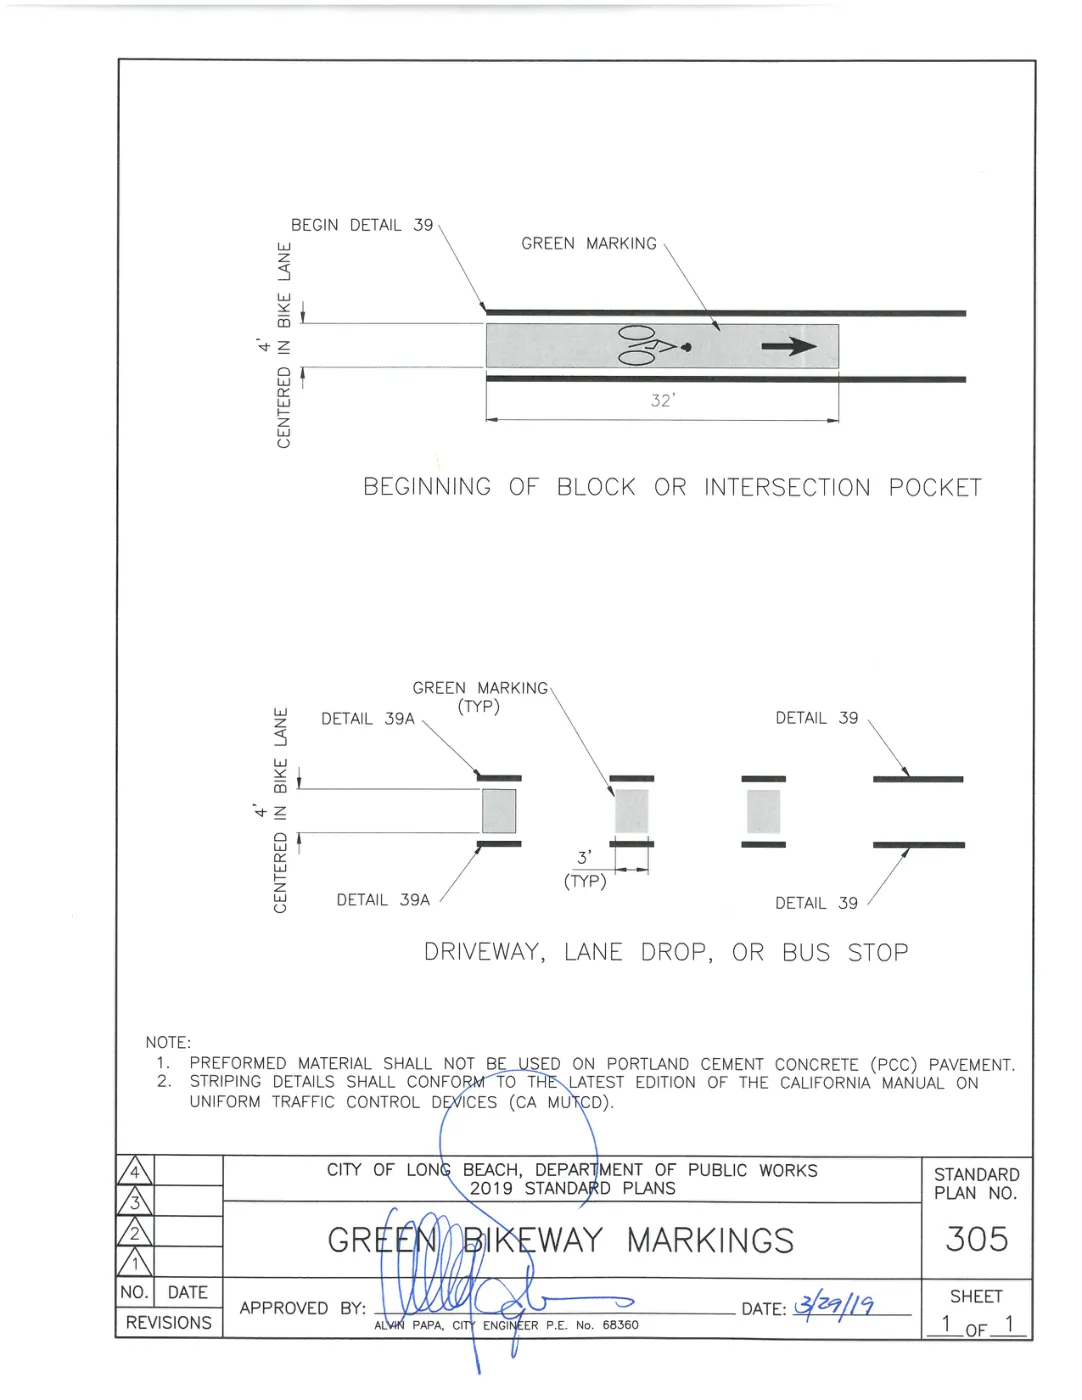 BEGIN DETAIL 39
GREEN MARKING
4'
CENTERED IN BIKE LANE
32'
BEGINNING OF BLOCK OR INTERSECTION POCKET
GREEN MARKING
(TYP)
DETAIL 39A
DETAIL 39
4'
CENTERED IN BIKE LANE
3'
(TYP)
DETAIL 39A
DETAIL 39
DRIVEWAY, LANE DROP, OR BUS STOP
NOTE:
1. PREFORMED MATERIAL SHALL NOT BE USED ON PORTLAND CEMENT CONCRETE (PCC) PAVEMENT.
2. STRIPING DETAILS SHALL CONFORM TO THE LATEST EDITION OF THE CALIFORNIA MANUAL ON
UNIFORM TRAFFIC CONTROL DEVICES (CA MUTCD).
4
3
2
1
NO. DATE
REVISIONS
CITY OF LONG BEACH, DEPARTMENT OF PUBLIC WORKS
2019 STANDARD PLANS
GREEN BIKEWAY MARKINGS
APPROVED BY:
DATE: 3/29/19
ALVIN PAPA, CITY ENGINEER P.E. No. 68360
STANDARD
PLAN NO.
305
SHEET
1 OF 1